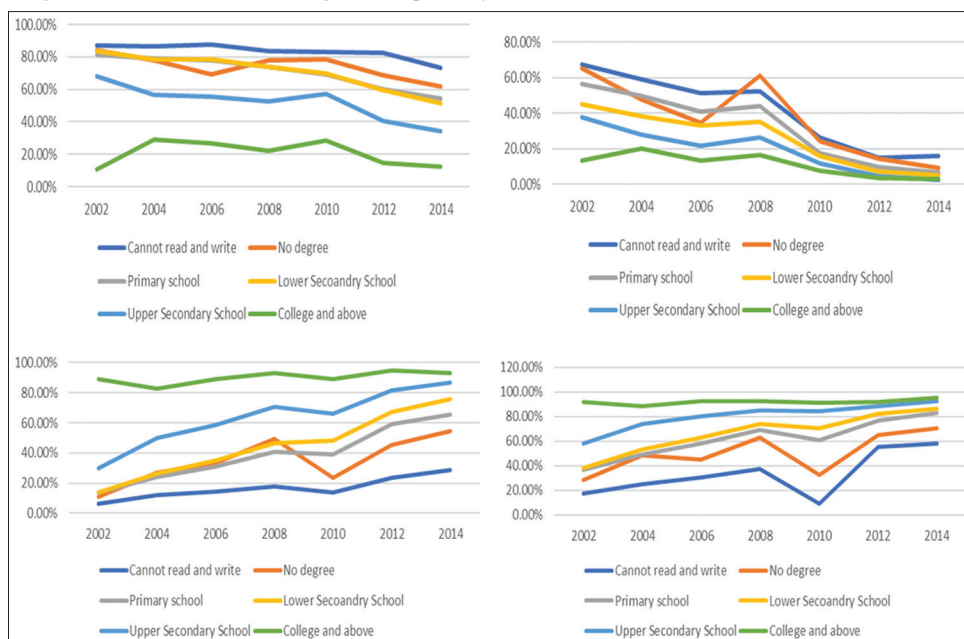 100.00%
80.00%
60.00%
40.00%
20.00%
0.00%
2002 2004 2006 2008 2010 2012 2014
Cannot read and write No degree
Primary school Lower Secoandry School
Upper Secondary School College and above
80.00%
60.00%
40.00%
20.00%
0.00%
2002 2004 2006 2008 2010 2012 2014
Cannot read and write No degree
Primary school Lower Secoandry School
Upper Secondary School College and above
100.00%
80.00%
60.00%
40.00%
20.00%
0.00%
2002 2004 2006 2008 2010 2012 2014
Cannot read and write No degree
Primary school Lower Secoandry School
Upper Secondary School College and above
120.00%
100.00%
80.00%
60.00%
40.00%
20.00%
0.00%
2002 2004 2006 2008 2010 2012 2014
Cannot read and write No degree
Primary school Lower Secoandry School
Upper Secondary School College and above